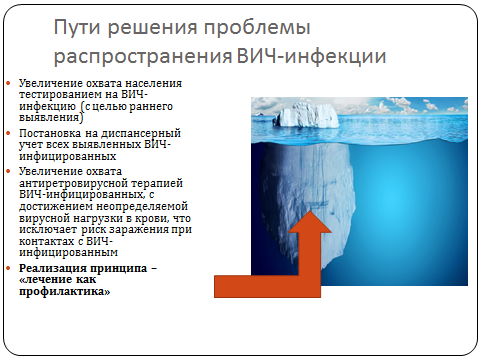 Пути решения проблемы
распространения ВИЧ-инфекции
Увеличение охвата населения
тестированием на ВИЧ-
инфекцию (с целью раннего
выявления)
Постановка на диспансерный
учет всех выявленных ВИЧ-
инфицированных
Увеличение охвата
антиретровирусной терапией
ВИЧ-инфицированных, с
достижением неопределяемой
вирусной нагрузки в крови, что
исключает риск заражения при
контактах с ВИЧ-
инфицированным
Реализация принципа –
«лечение как
профилактика»